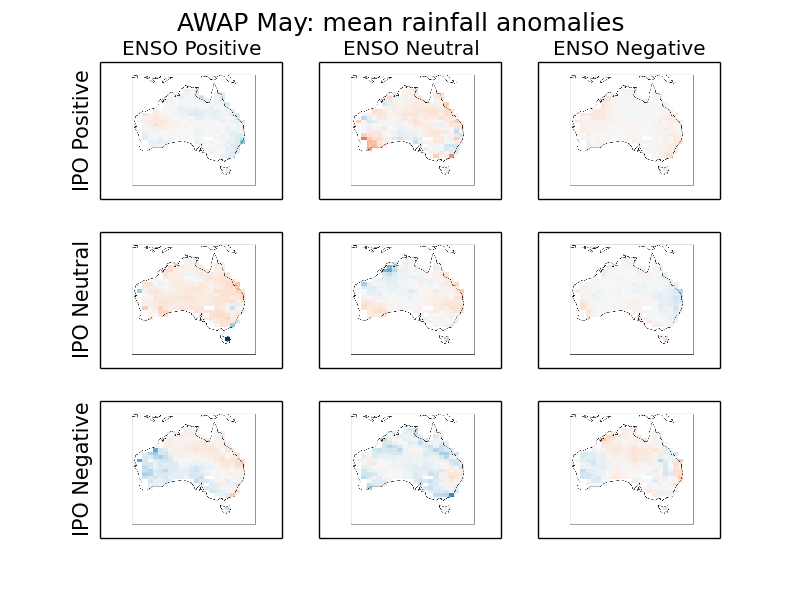 AWAP May: mean rainfall anomalies
ENSO Positive
ENSO Neutral
ENSO Negative
IPO Positive
IPO Neutral
IPO Negative